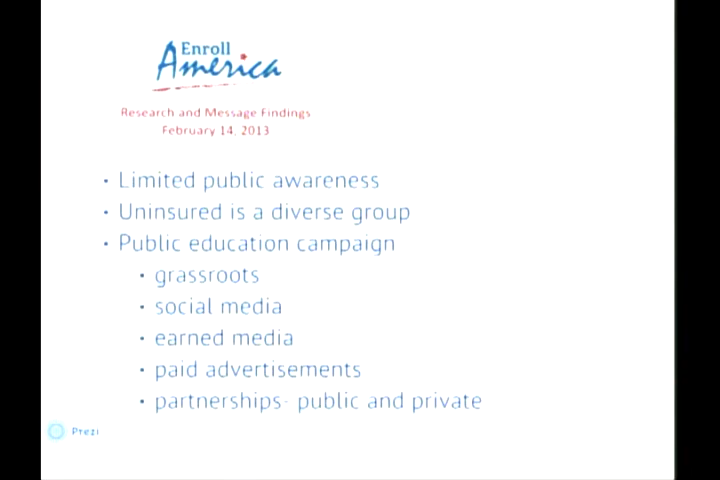 Enroll
America
Research and Message Findings
February 14, 2013
• Limited public awareness
• Uninsured is a diverse group
• Public education campaign
• grassroots
• social media
• earned media
• paid advertisements
• partnerships- public and private
Prezi